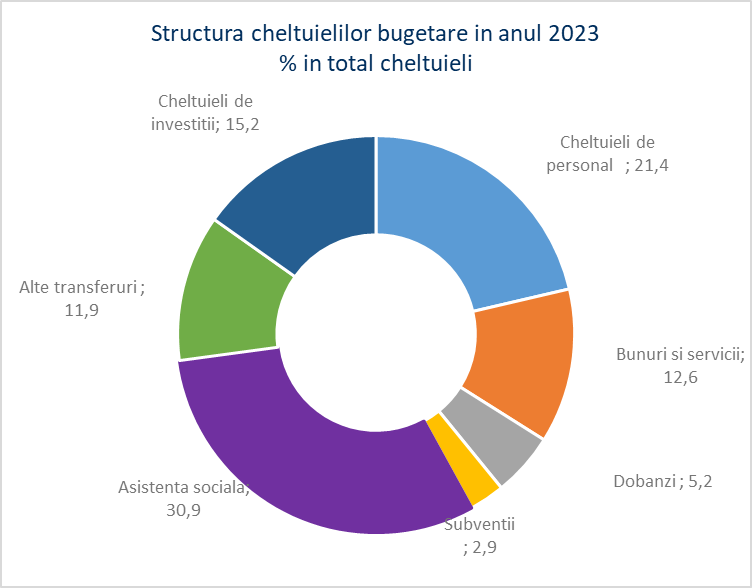 Structura cheltuielilor bugetare in anul 2023
% in total cheltuieli
Cheltuieli de
investitii; 15,2
Cheltuieli de
personal ; 21,4
Alte transferuri ;
11,9
Bunuri si servicii;
12,6
Asistenta sociala;
30,9
Dobanzi ; 5,2
Subventii
; 2,9